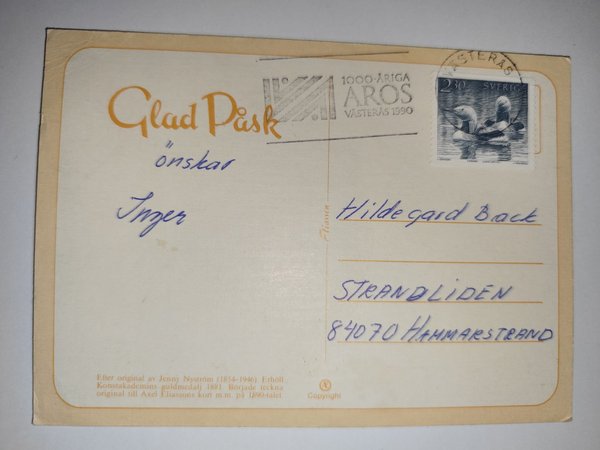 VÄSTERÅS
1000-ÅRIGA
AROS
VÄSTERÅS 1990
2.30 SVERIGE
Glad Påsk
önskar
Inger
Hildegard Back
STRANDLIDEN
84070 HAMMARSTRAND
Efter original av Jenny Nyström (1854–1946) Erhöll
Konstakademins guldmedalj 1881. Började teckna
original till Axel Eliassons kort m.m. på 1890-talet.
Copyright